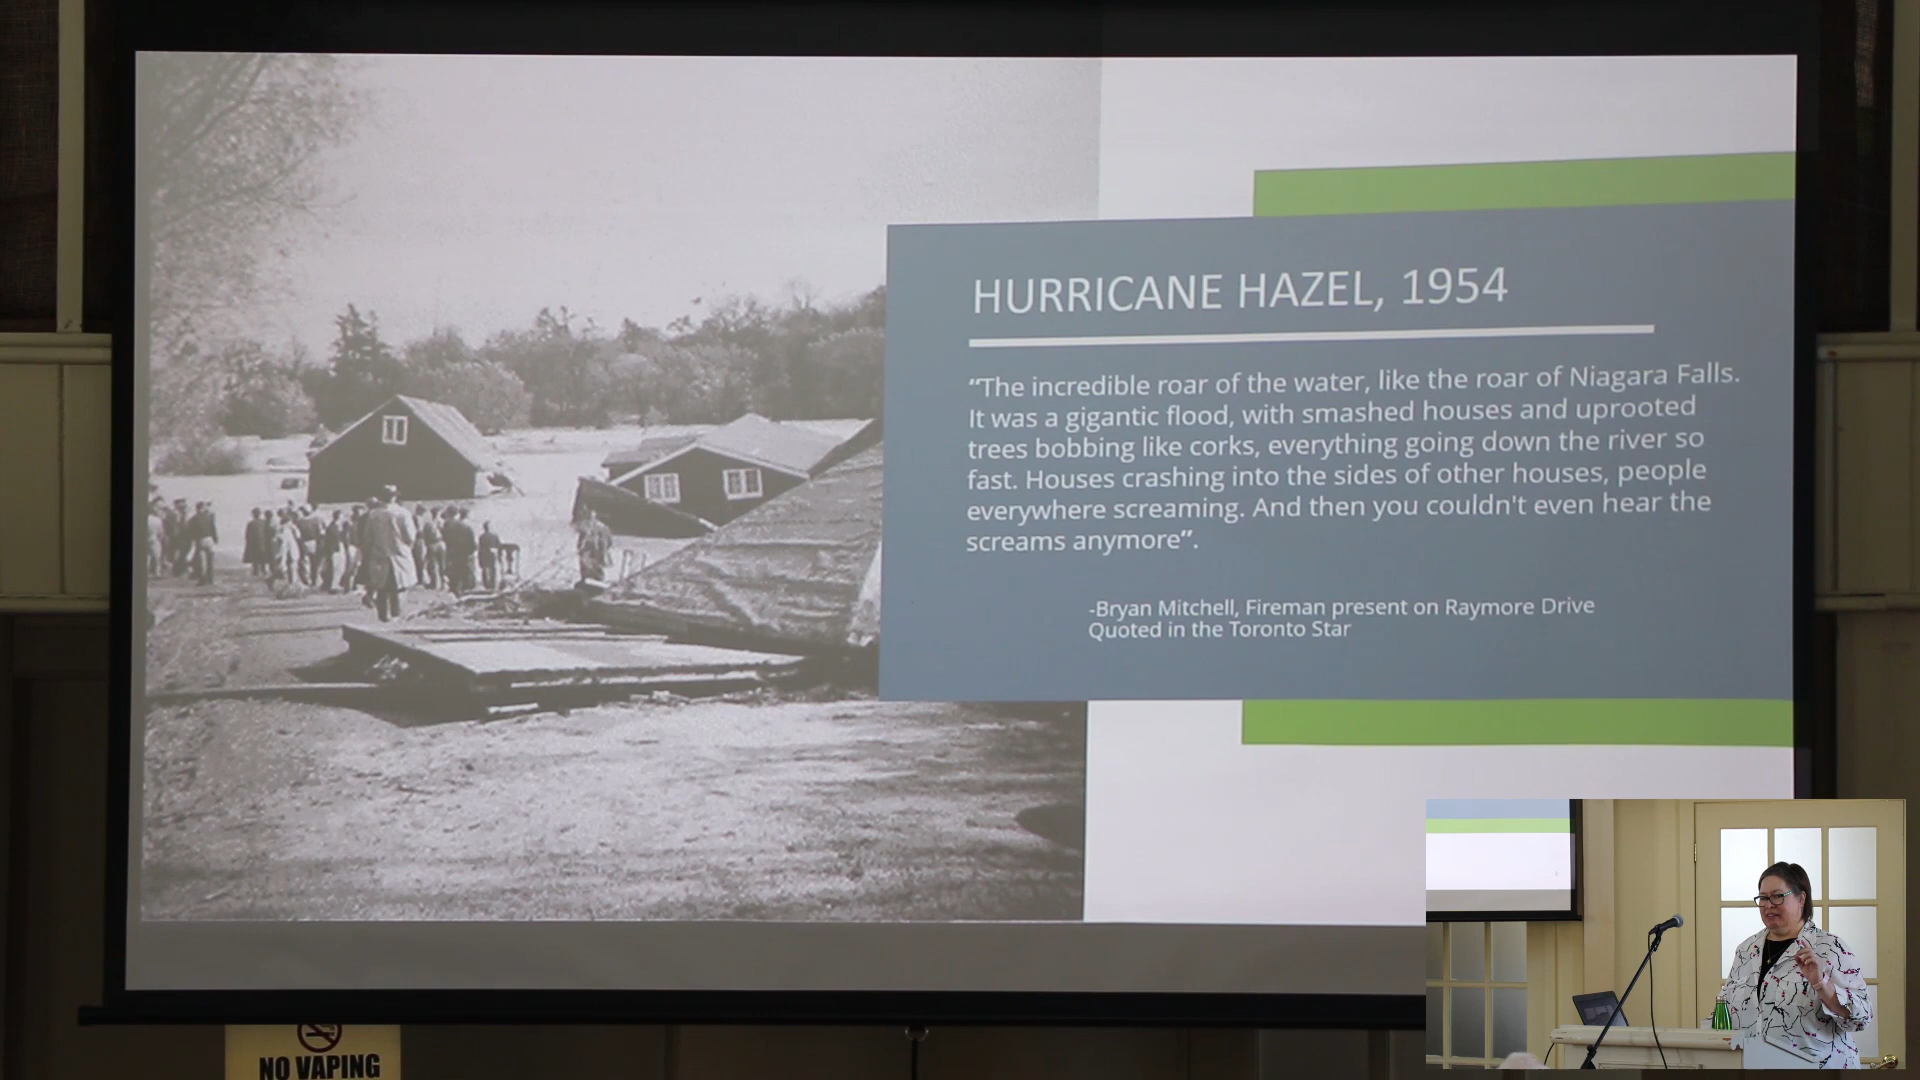 HURRICANE HAZEL, 1954
“The incredible roar of the water, like the roar of Niagara Falls.
It was a gigantic flood, with smashed houses and uprooted
trees bobbing like corks, everything going down the river so
fast. Houses crashing into the sides of other houses, people
everywhere screaming. And then you couldn't even hear the
screams anymore”.
-Bryan Mitchell, Fireman present on Raymore Drive
Quoted in the Toronto Star
NO VAPING